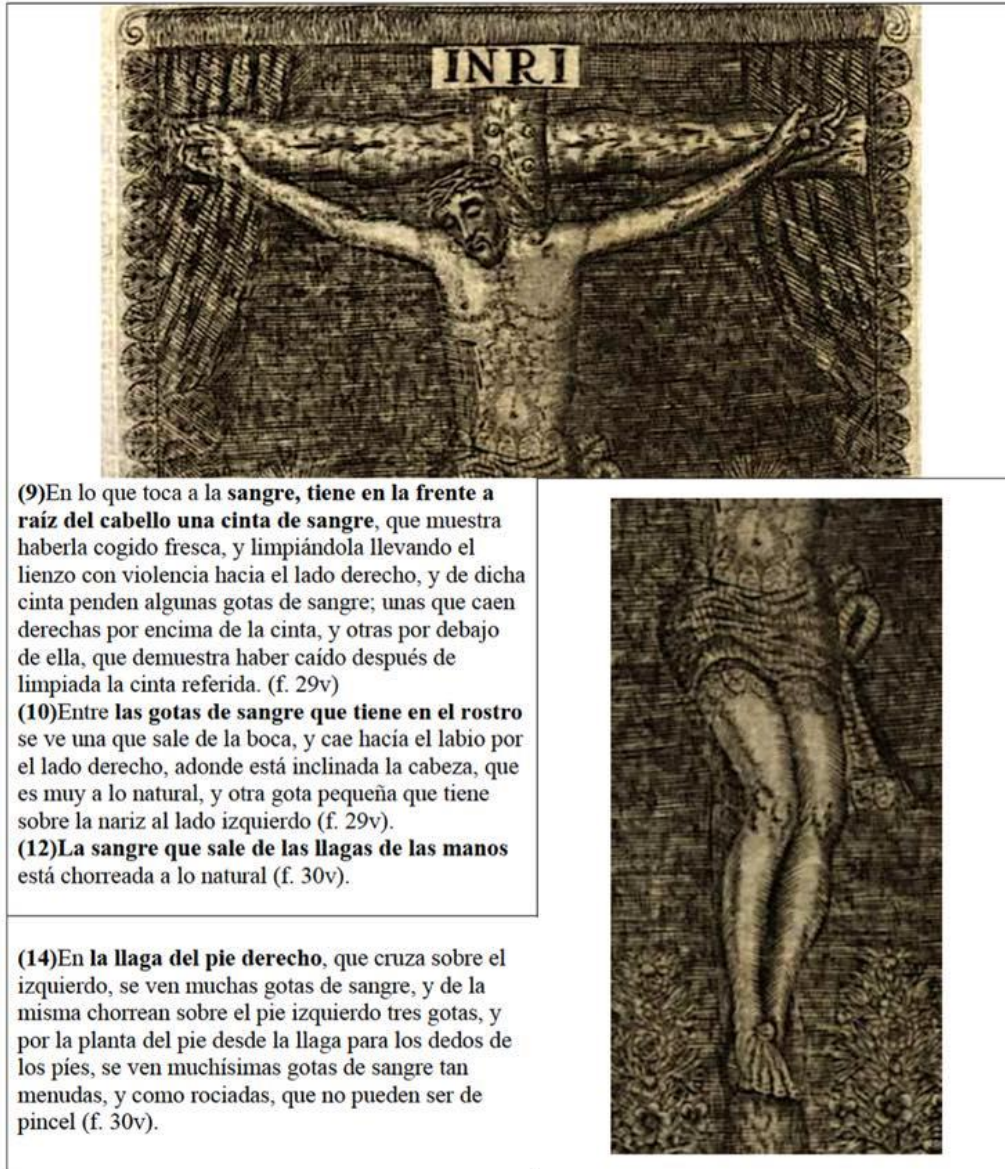 INRI
(9)En lo que toca a la sangre, tiene en la frente a
raíz del cabello una cinta de sangre, que muestra
haberla cogido fresca, y limpiándola llevando el
lienzo con violencia hacia el lado derecho, y de dicha
cinta penden algunas gotas de sangre; unas que caen
derechas por encima de la cinta, y otras por debajo
de ella, que demuestra haber caído después de
limpiada la cinta referida. (f. 29v)
(10)Entre las gotas de sangre que tiene en el rostro
se ve una que sale de la boca, y cae hacía el labio por
el lado derecho, adonde está inclinada la cabeza, que
es muy a lo natural, y otra gota pequeña que tiene
sobre la nariz al lado izquierdo (f. 29v).
(12)La sangre que sale de las llagas de las manos
está chorreada a lo natural (f. 30v).
(14)En la llaga del pie derecho, que cruza sobre el
izquierdo, se ven muchas gotas de sangre, y de la
misma chorrean sobre el pie izquierdo tres gotas, y
por la planta del pie desde la llaga para los dedos de
los píes, se ven muchísimas gotas de sangre tan
menudas, y como rociadas, que no pueden ser de
pincel (f. 30v).